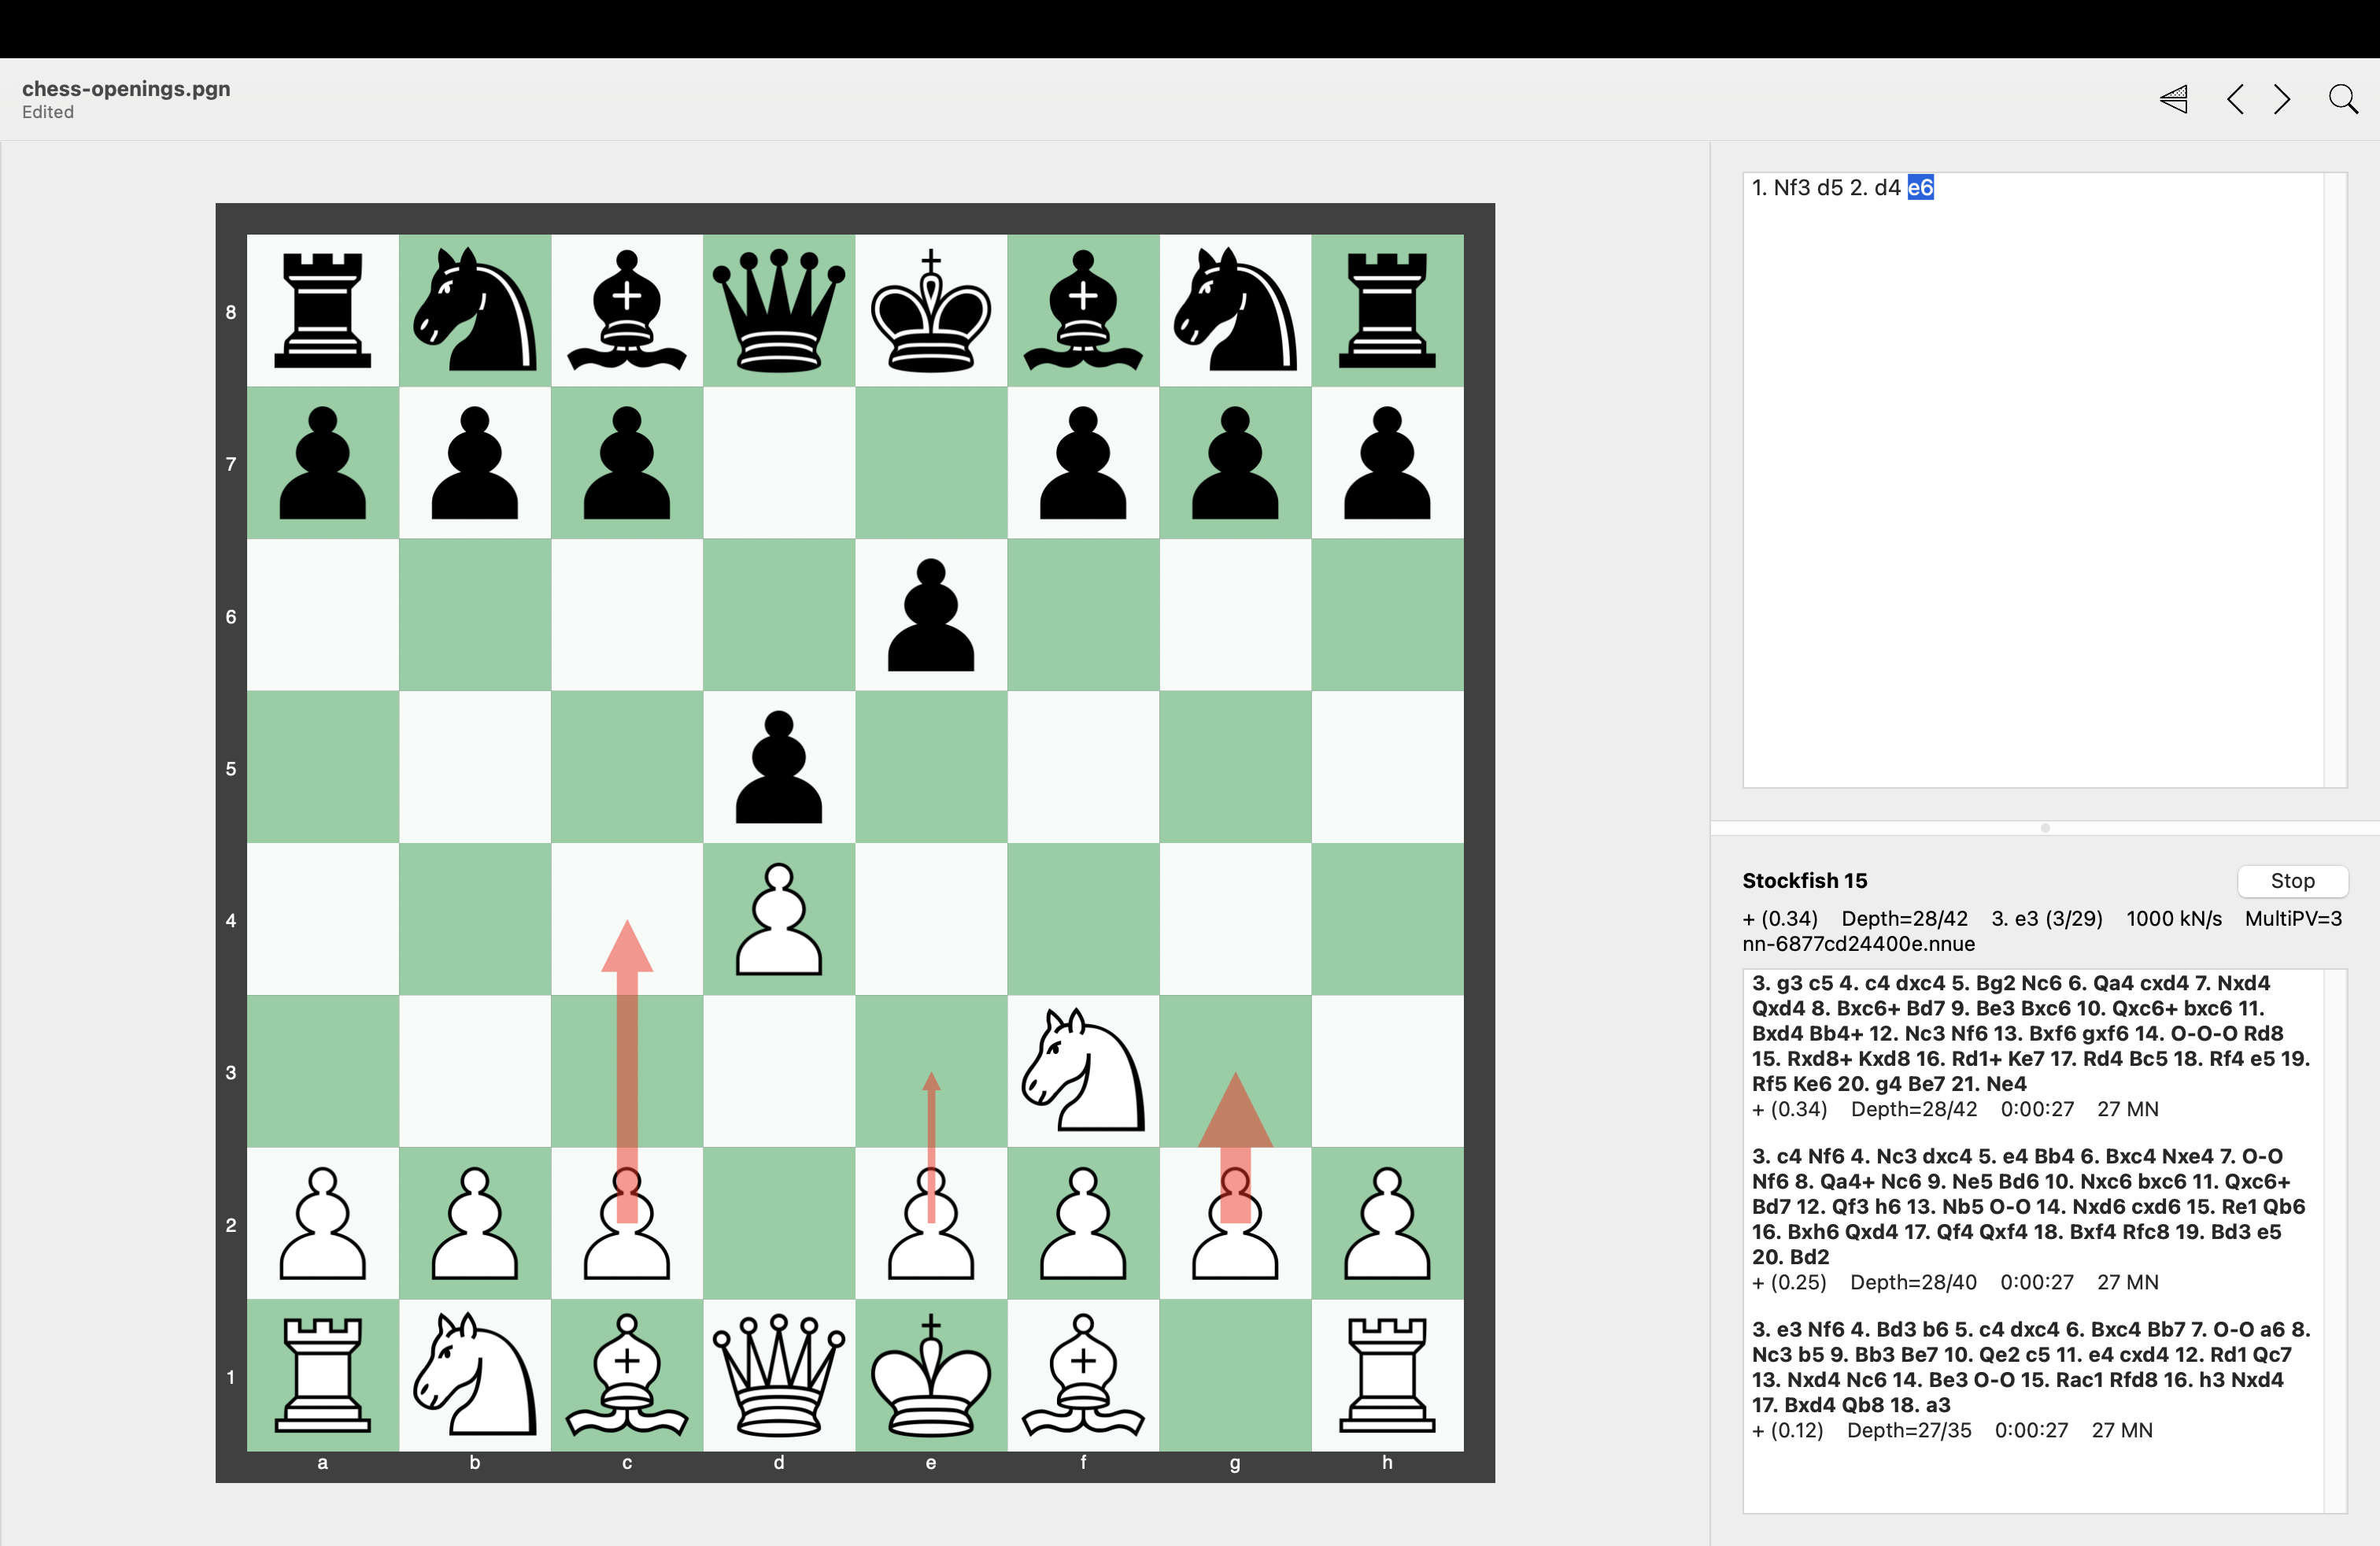 chess-openings.pgn
Edited
1. Nf3 d5 2. d4 e6
8
7
6
5
4
3
2
1
a b c d e f g h
Stockfish 15
Stop
+ (0.34) Depth=28/42 3. e3 (3/29) 1000 kN/s MultiPV=3
nn-6877cd24400e.nnue
3. g3 c5 4. c4 dxc4 5. Bg2 Nc6 6. Qa4 cxd4 7. Nxd4
Qxd4 8. Bxc6+ Bd7 9. Be3 Bxc6 10. Qxc6+ bxc6 11.
Bxd4 Bb4+ 12. Nc3 Nf6 13. Bxf6 gxf6 14. O-O-O Rd8
15. Rxd8+ Kxd8 16. Rd1+ Ke7 17. Rd4 Bc5 18. Rf4 e5 19.
Rf5 Ke6 20. g4 Be7 21. Ne4
+ (0.34) Depth=28/42 0:00:27 27 MN
3. c4 Nf6 4. Nc3 dxc4 5. e4 Bb4 6. Bxc4 Nxe4 7. O-O
Nf6 8. Qa4+ Nc6 9. Ne5 Bd6 10. Nxc6 bxc6 11. Qxc6+
Bd7 12. Qf3 h6 13. Nb5 O-O 14. Nxd6 cxd6 15. Re1 Qb6
16. Bxh6 Qxd4 17. Qf4 Qxf4 18. Bxf4 Rfc8 19. Bd3 e5
20. Bd2
+ (0.25) Depth=28/40 0:00:27 27 MN
3. e3 Nf6 4. Bd3 b6 5. c4 dxc4 6. Bxc4 Bb7 7. O-O a6 8.
Nc3 b5 9. Bb3 Be7 10. Qe2 c5 11. e4 cxd4 12. Rd1 Qc7
13. Nxd4 Nc6 14. Be3 O-O 15. Rac1 Rfd8 16. h3 Nxd4
17. Bxd4 Qb8 18. a3
+ (0.12) Depth=27/35 0:00:27 27 MN